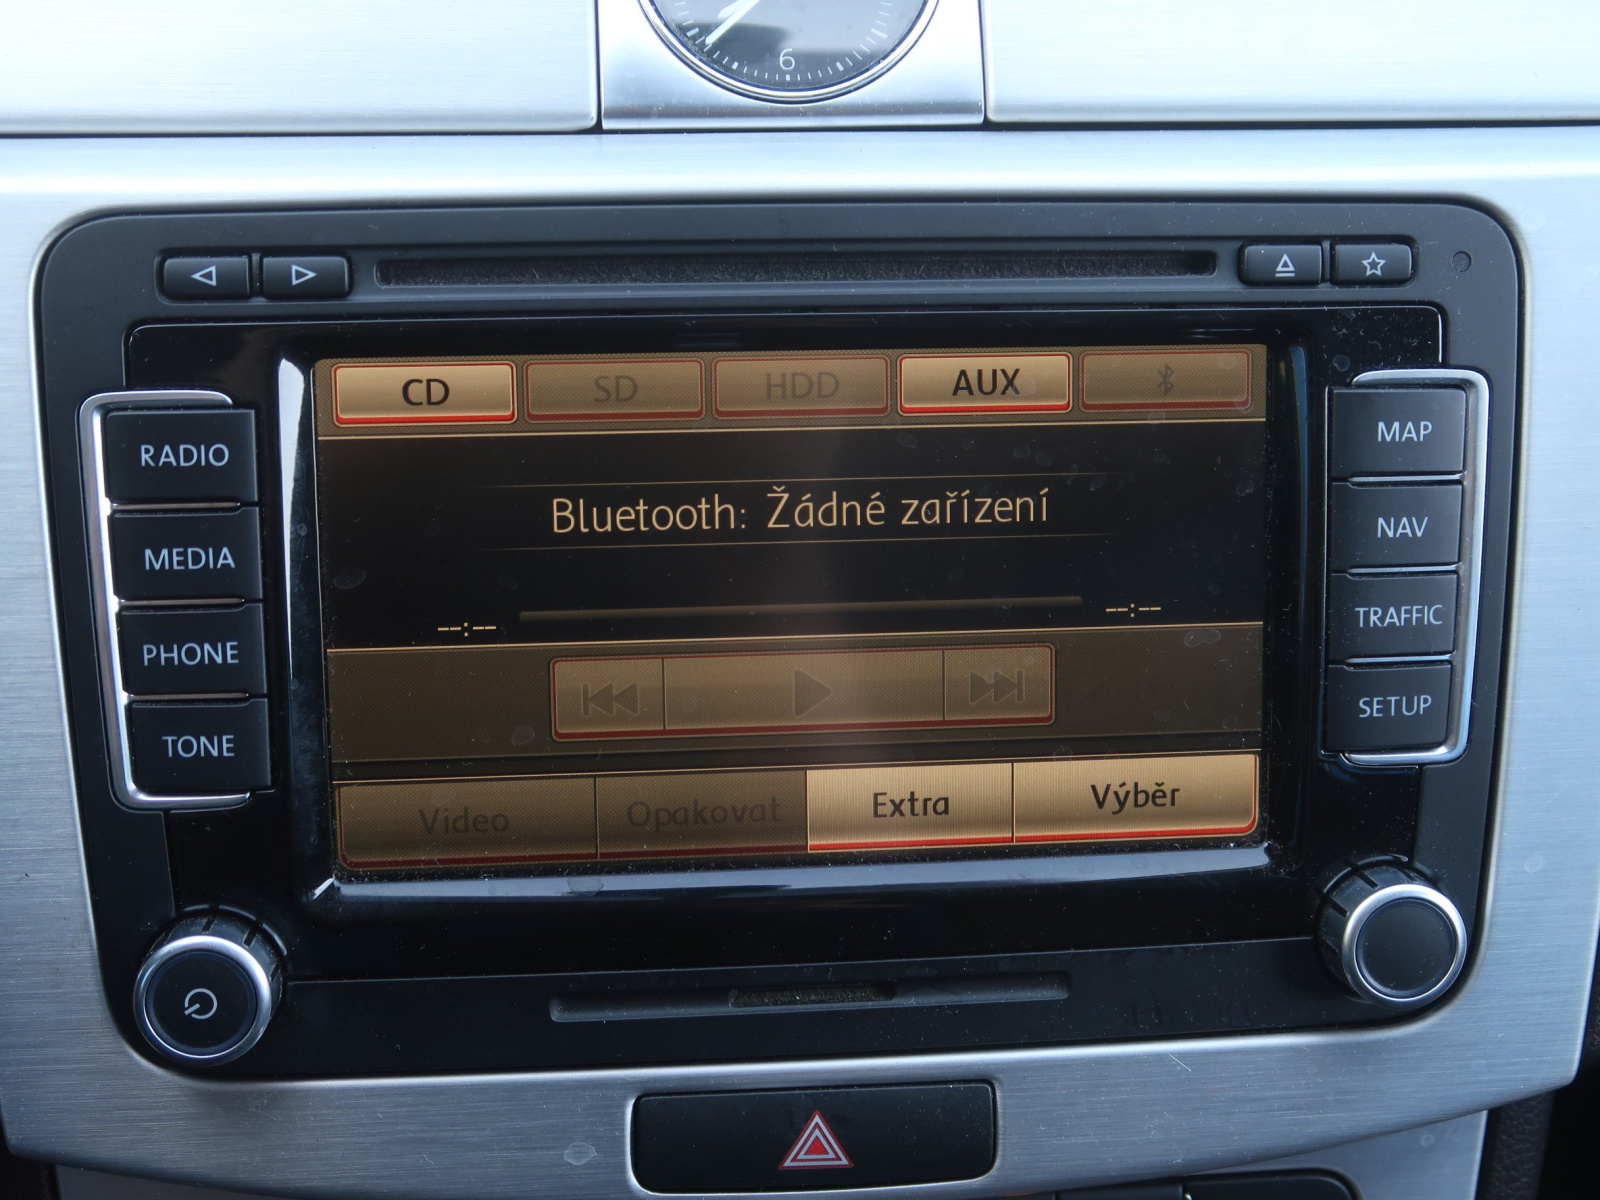 6
CD SD HDD AUX
RADIO
MEDIA
PHONE
TONE
Bluetooth: Žádné zařízení
--:-- --:--
Video Opakovat Extra Výběr
MAP
NAV
TRAFFIC
SETUP